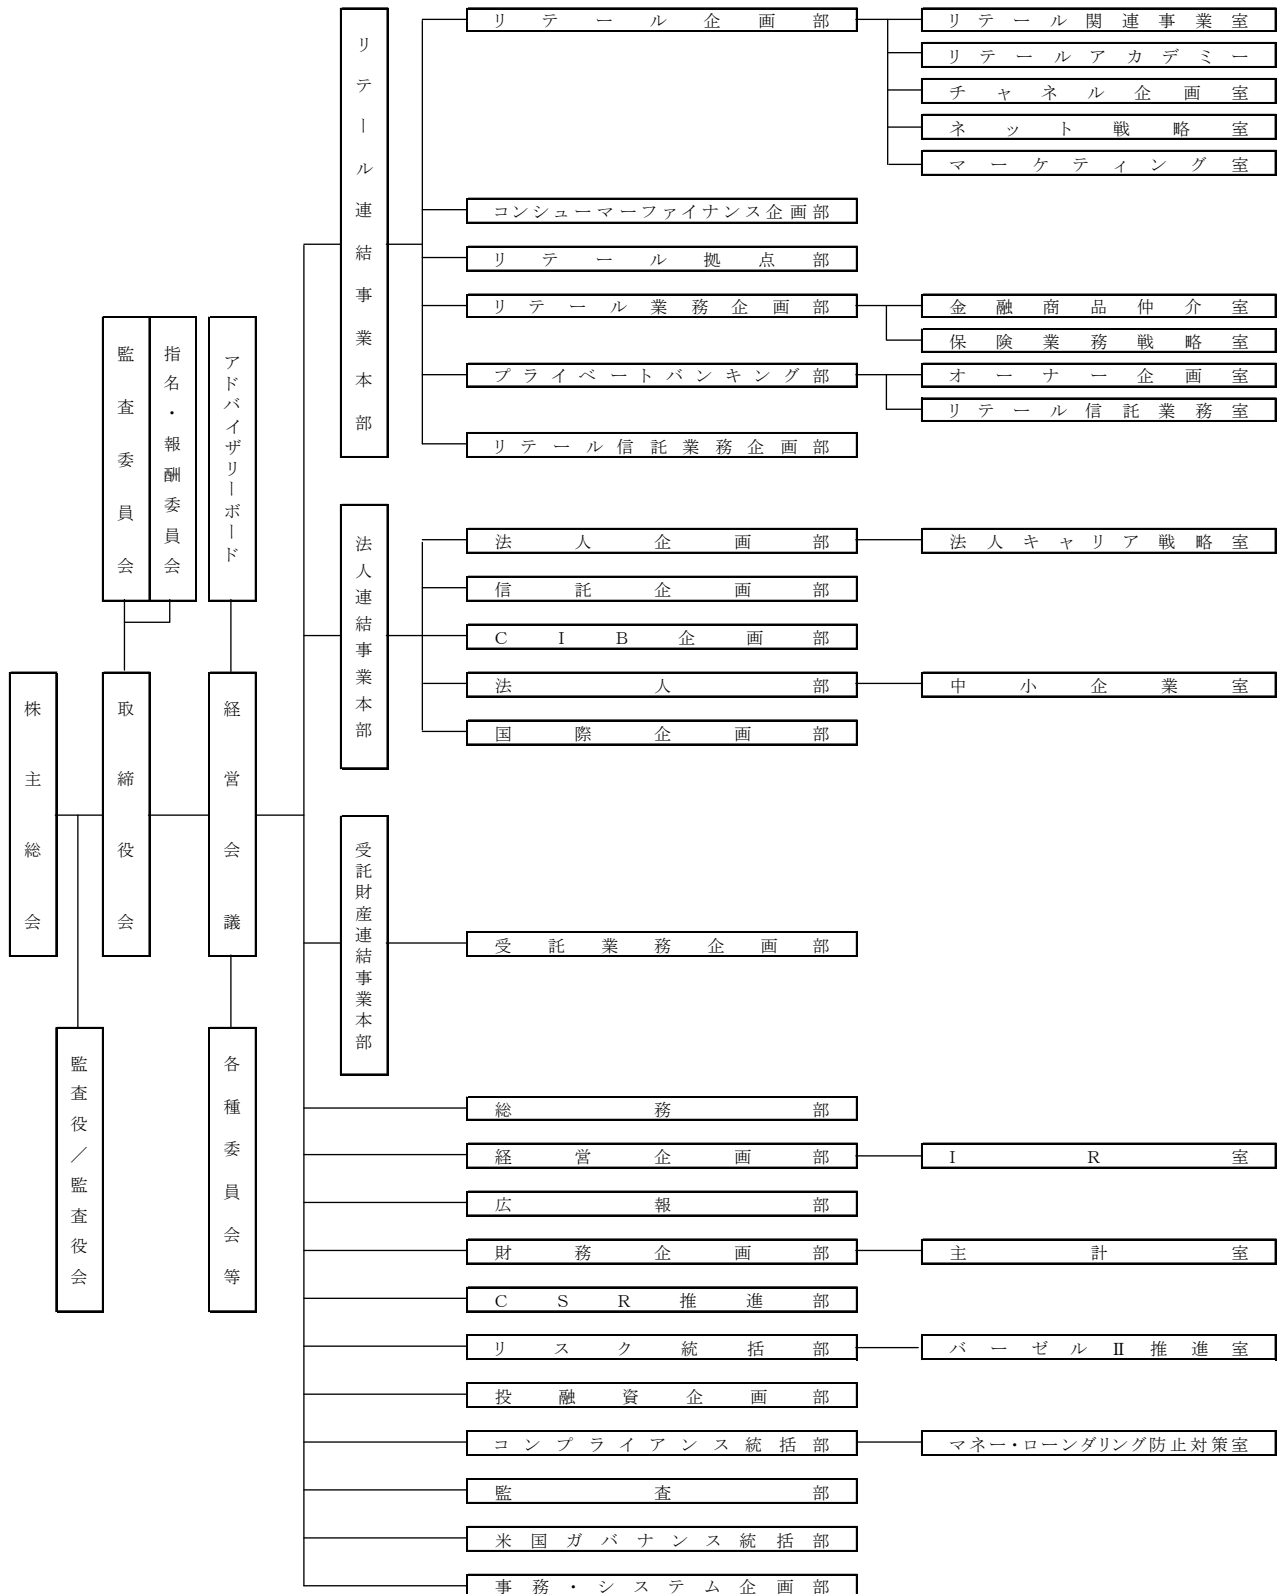 株主総会
監査役／監査役会
取締役会
監査委員会
指名・報酬委員会
経営会議
アドバイザリーボード
各種委員会等
リテール連結事業本部
リテール企画部
リテール関連事業室
リテールアカデミー
チャネル企画室
ネット戦略室
マーケティング室
コンシューマーファイナンス企画部
リテール拠点部
リテール業務企画部
金融商品仲介室
保険業務戦略室
プライベートバンキング部
オーナー企画室
リテール信託業務室
リテール信託業務企画部
法人連結事業本部
法人企画部
法人キャリア戦略室
信託企画部
CIB企画部
法人部
中小企業室
国際企画部
受託財産連結事業本部
受託業務企画部
総務部
経営企画部
IR室
広報部
財務企画部
主計室
CSR推進部
リスク統括部
バーゼルⅡ推進室
投融資企画部
コンプライアンス統括部
マネー・ローンダリング防止対策室
監査部
米国ガバナンス統括部
事務・システム企画部